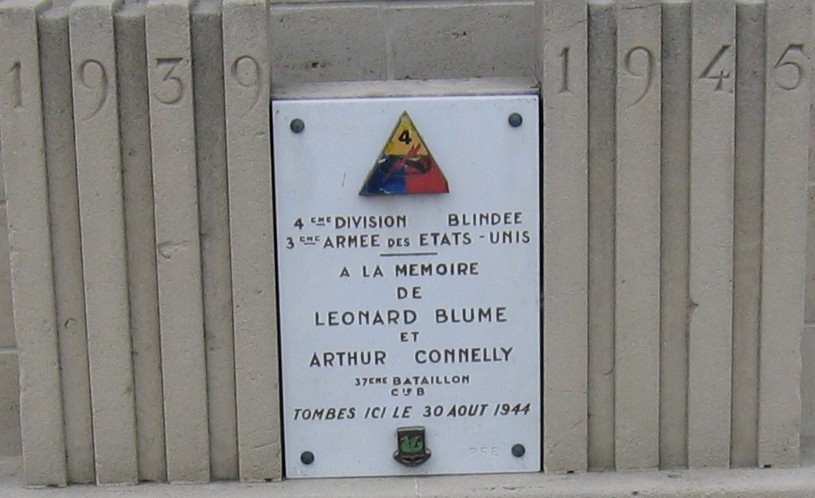 1939 1945
4
4ÈME DIVISION BLINDEE
3ÈME ARMEE DES ETATS-UNIS
A LA MEMOIRE
DE
LEONARD BLUME
ET
ARTHUR CONNELLY
37ÈME BATAILLON
CIE B
TOMBES ICI LE 30 AOUT 1944